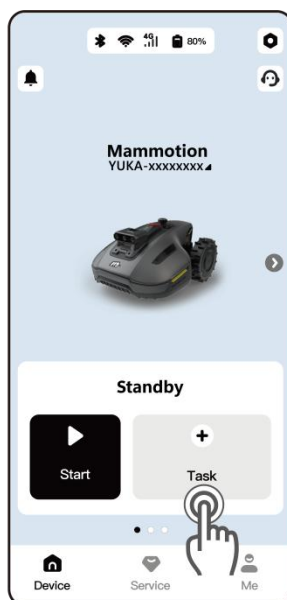 4G
80%
Mammotion
YUKA-xxxxxxxx
Standby
Start
Task
Device
Service
Me